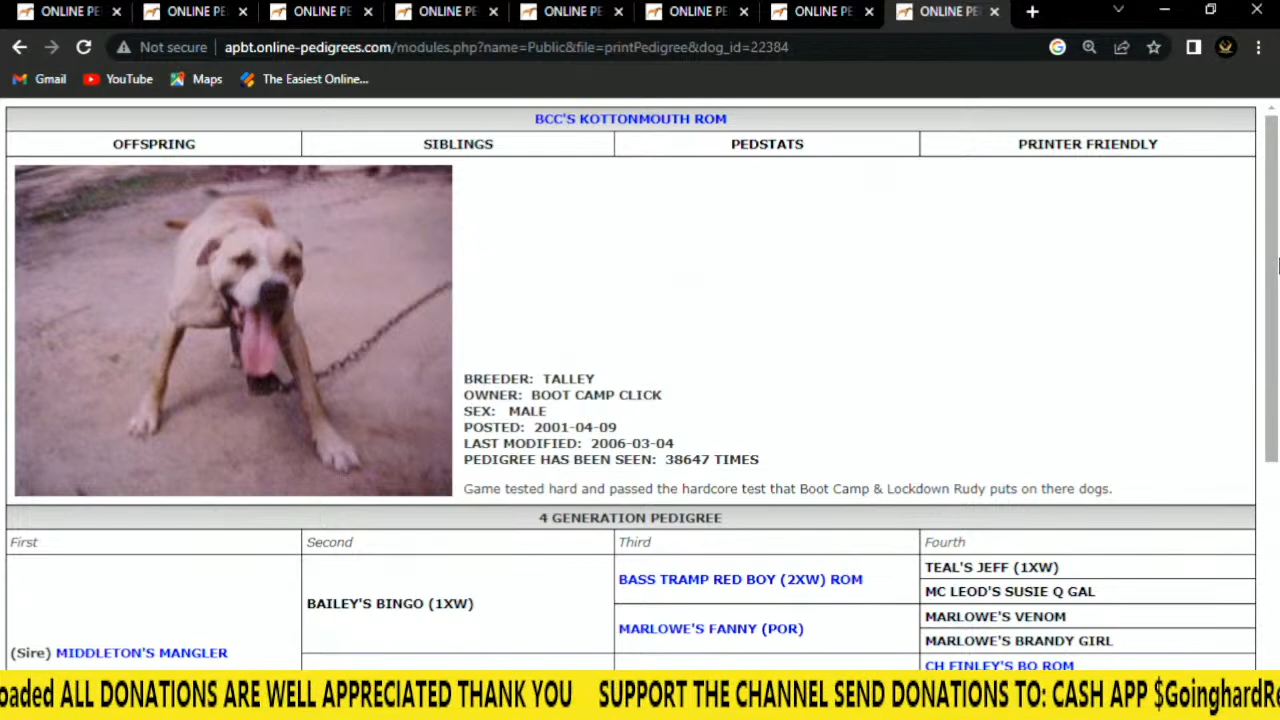 ONLINE PE ONLINE PE ONLINE PE ONLINE PE ONLINE PE ONLINE PE ONLINE PE ONLINE PE
Not secure apbt.online-pedigrees.com/modules.php?name=Public&file=printPedigree&dog_id=22384
Gmail YouTube Maps The Easiest Online...
BCC'S KOTTONMOUTH ROM
OFFSPRING SIBLINGS PEDSTATS PRINTER FRIENDLY
BREEDER: TALLEY
OWNER: BOOT CAMP CLICK
SEX: MALE
POSTED: 2001-04-09
LAST MODIFIED: 2006-03-04
PEDIGREE HAS BEEN SEEN: 38647 TIMES
Game tested hard and passed the hardcore test that Boot Camp & Lockdown Rudy puts on there dogs.
4 GENERATION PEDIGREE
First Second Third Fourth
TEAL'S JEFF (1XW)
BASS TRAMP RED BOY (2XW) ROM
MC LEOD'S SUSIE Q GAL
BAILEY'S BINGO (1XW)
MARLOWE'S VENOM
MARLOWE'S FANNY (POR)
MARLOWE'S BRANDY GIRL
(Sire) MIDDLETON'S MANGLER
CH FINLEY'S BO ROM
oaded ALL DONATIONS ARE WELL APPRECIATED THANK YOU SUPPORT THE CHANNEL SEND DONATIONS TO: CASH APP $GoinghardRe